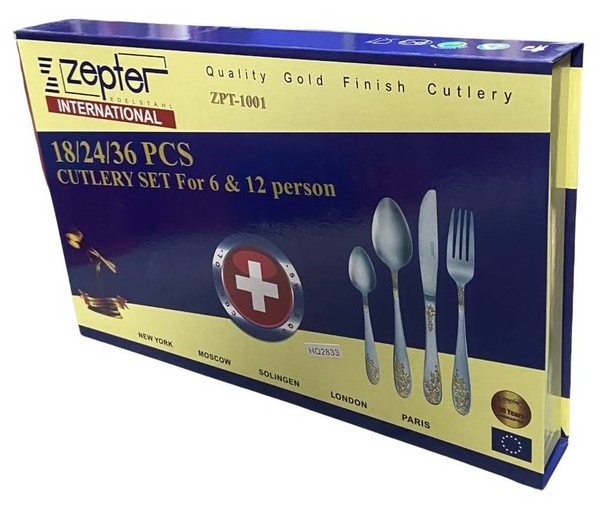 zepter
EDELSTAHL
INTERNATIONAL
Quality Gold Finish Cutlery
ZPT-1001
18/24/36 PCS
CUTLERY SET For 6 & 12 person
HQ2833
NEW YORK
MOSCOW
SOLINGEN
LONDON
PARIS
Years